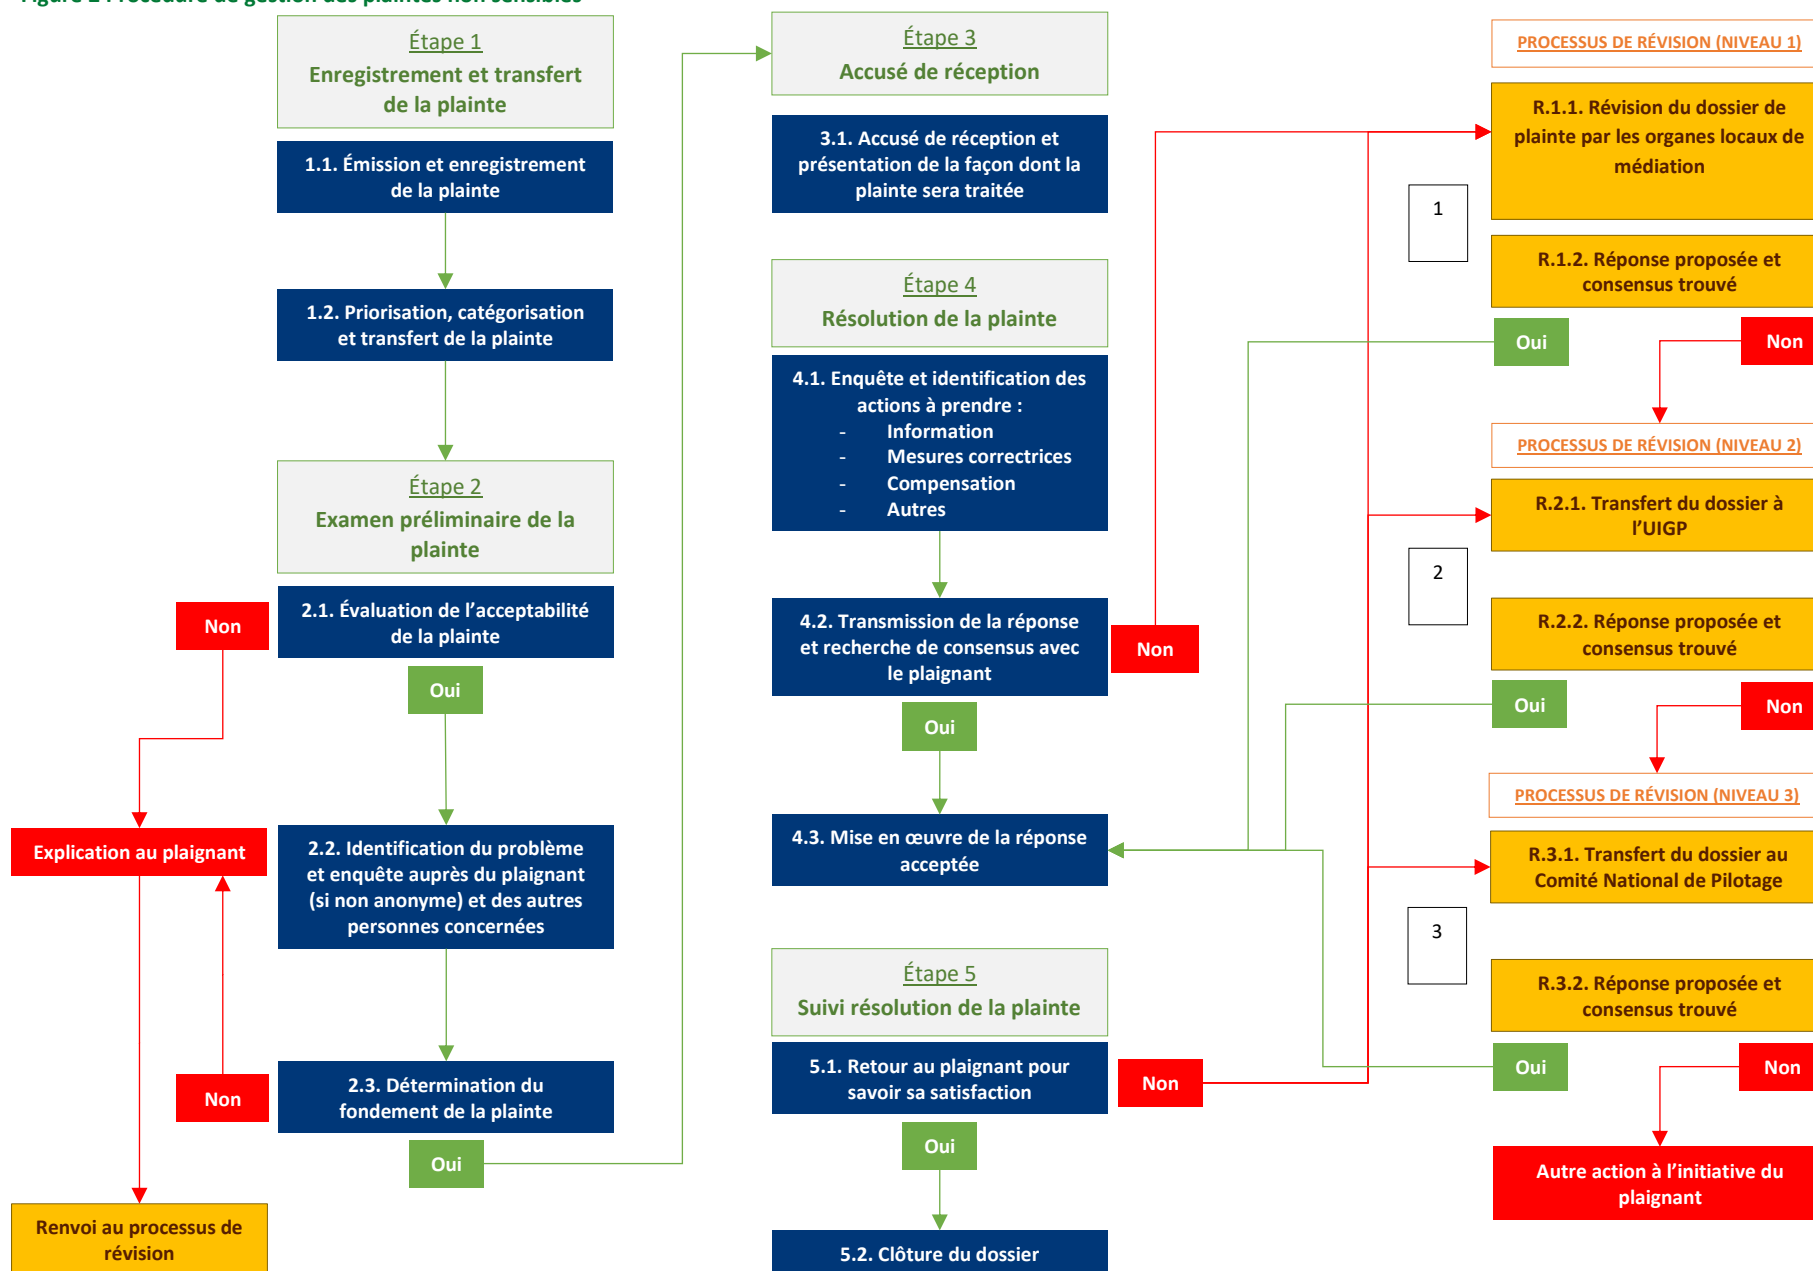 Figure 2 Procédure de gestion des plaintes non sensibles
Étape 1
Enregistrement et transfert
de la plainte
1.1. Émission et enregistrement
de la plainte
1.2. Priorisation, catégorisation
et transfert de la plainte
Étape 2
Examen préliminaire de la
plainte
Non
2.1. Évaluation de l’acceptabilité
de la plainte
Oui
Explication au plaignant
2.2. Identification du problème
et enquête auprès du plaignant
(si non anonyme) et des autres
personnes concernées
Non
2.3. Détermination du
fondement de la plainte
Oui
Renvoi au processus de
révision
Étape 3
Accusé de réception
3.1. Accusé de réception et
présentation de la façon dont la
plainte sera traitée
Étape 4
Résolution de la plainte
4.1. Enquête et identification des
actions à prendre :
- Information
- Mesures correctrices
- Compensation
- Autres
4.2. Transmission de la réponse
et recherche de consensus avec
le plaignant
Non
Oui
4.3. Mise en œuvre de la réponse
acceptée
Étape 5
Suivi résolution de la plainte
5.1. Retour au plaignant pour
savoir sa satisfaction
Non
Oui
5.2. Clôture du dossier
PROCESSUS DE RÉVISION (NIVEAU 1)
R.1.1. Révision du dossier de
plainte par les organes locaux de
médiation
1
R.1.2. Réponse proposée et
consensus trouvé
Oui
Non
PROCESSUS DE RÉVISION (NIVEAU 2)
R.2.1. Transfert du dossier à
l’UIGP
2
R.2.2. Réponse proposée et
consensus trouvé
Oui
Non
PROCESSUS DE RÉVISION (NIVEAU 3)
R.3.1. Transfert du dossier au
Comité National de Pilotage
3
R.3.2. Réponse proposée et
consensus trouvé
Oui
Non
Autre action à l’initiative du
plaignant